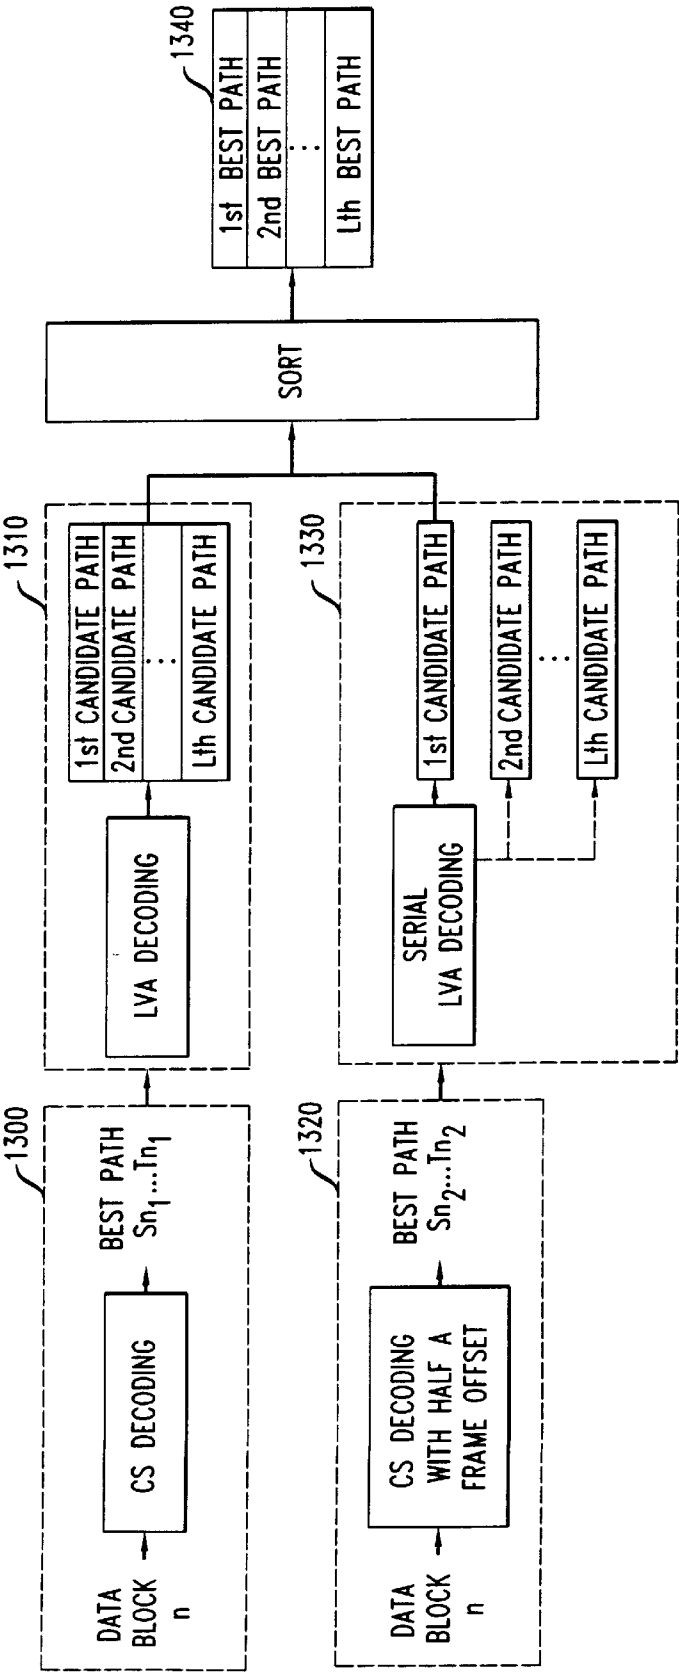 1300
DATA
BLOCK
n
CS DECODING
BEST PATH
Sn1...Tn1
1310
LVA DECODING
1st CANDIDATE PATH
2nd CANDIDATE PATH
...
Lth CANDIDATE PATH
1320
DATA
BLOCK
n
CS DECODING
WITH HALF A
FRAME OFFSET
BEST PATH
Sn2...Tn2
1330
SERIAL
LVA DECODING
1st CANDIDATE PATH
2nd CANDIDATE PATH
...
Lth CANDIDATE PATH
SORT
1340
1st BEST PATH
2nd BEST PATH
...
Lth BEST PATH